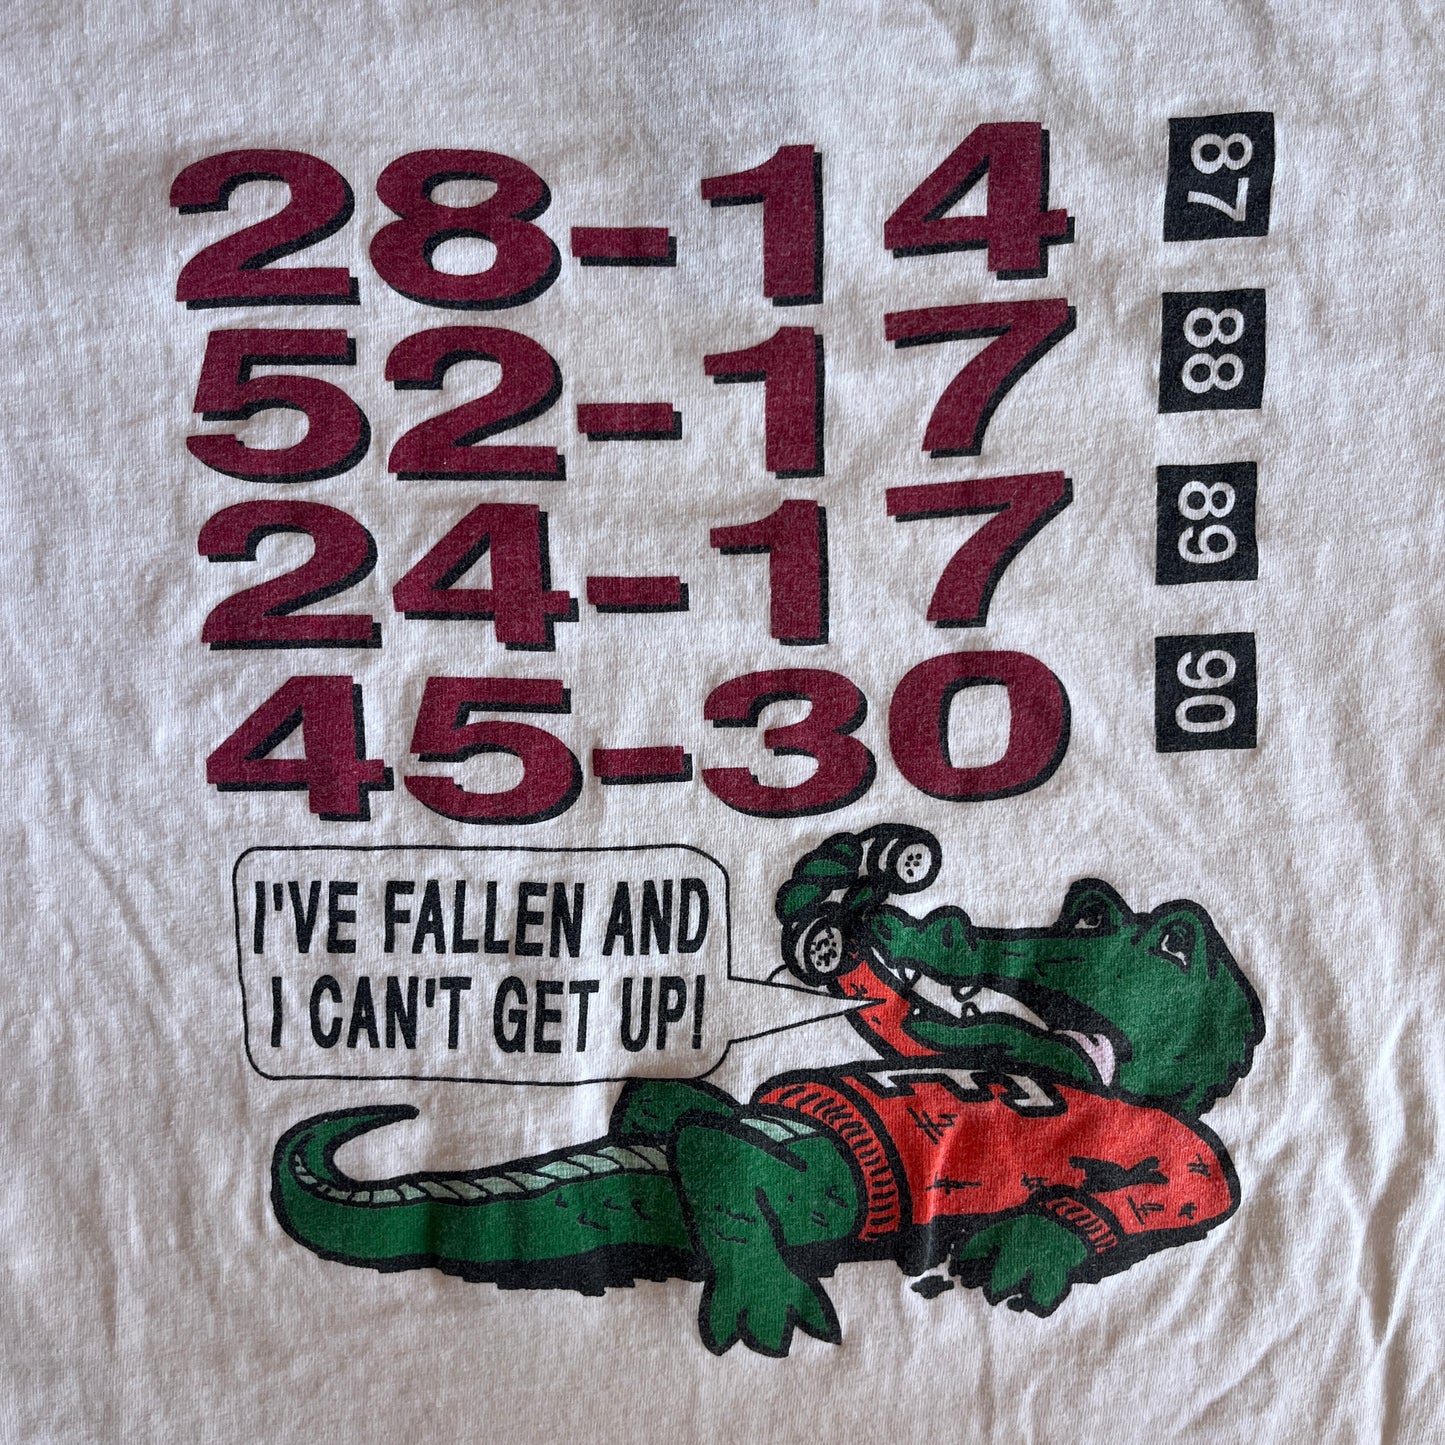 28-14 87
52-17 88
24-17 89
45-30 90
I'VE FALLEN AND
I CAN'T GET UP!